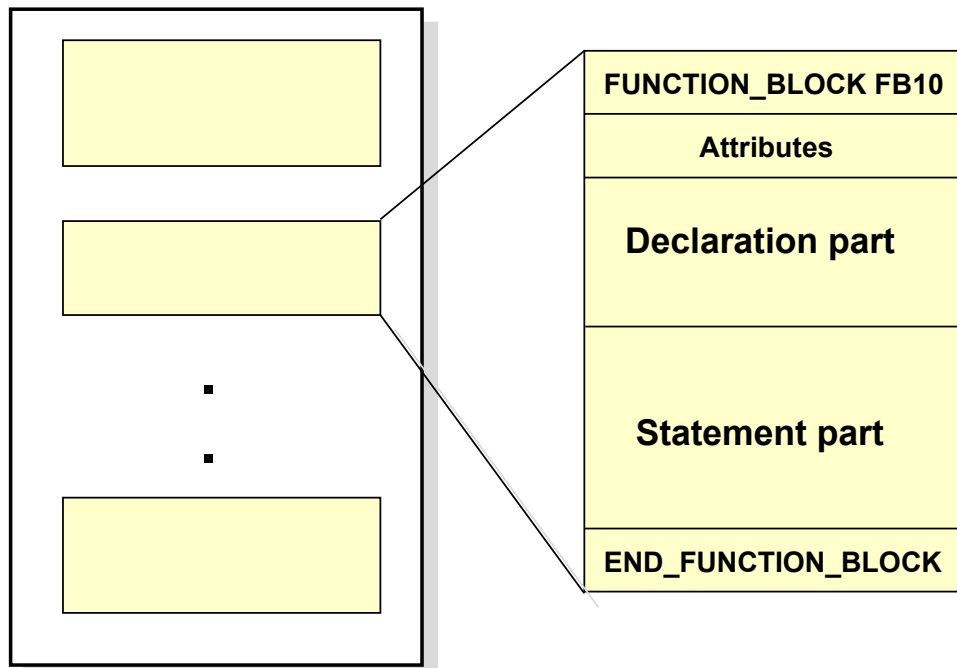 FUNCTION_BLOCK FB10
Attributes
Declaration part
Statement part
END_FUNCTION_BLOCK